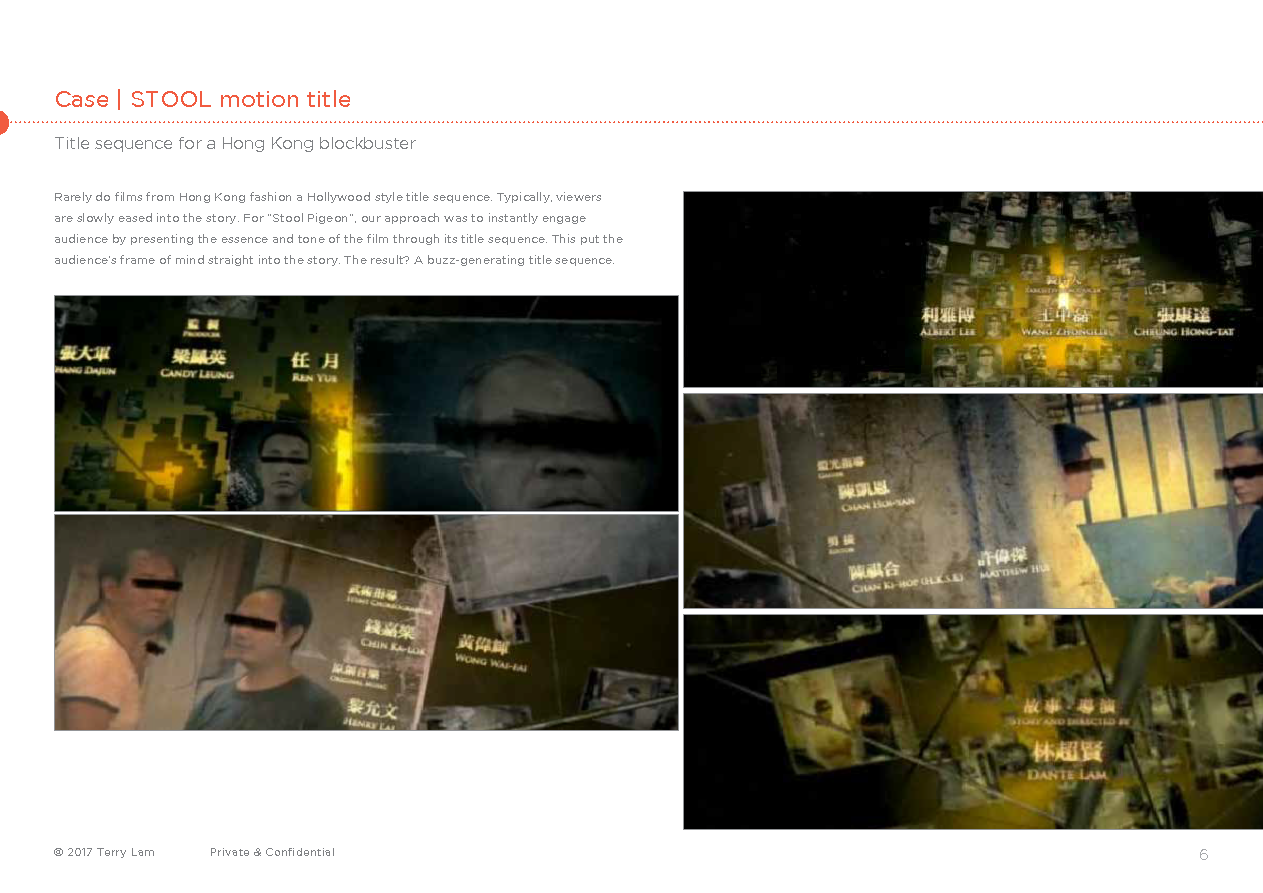 Case | STOOL motion title
Title sequence for a Hong Kong blockbuster
Rarely do films from Hong Kong fashion a Hollywood style title sequence. Typically, viewers
are slowly eased into the story. For "Stool Pigeon", our approach was to instantly engage
audience by presenting the essence and tone of the film through its title sequence. This put the
audience's frame of mind straight into the story. The result? A buzz-generating title sequence.
監製
PRODUCER
張大軍 梁鳳英 任月
HANG DAJUN CANDY LEUNG REN YUE
武術指導
STUNT CHOREOGRAPHER
錢嘉樂
CHIN KA-LOK
原創音樂
ORIGINAL MUSIC
黎允文
HENRY LAI
黃偉輝
WONG WAI-FAI
利雅博 王中磊 張康達
ALBERT LEE WANG ZHONGLEI CHEUNG HONG-TAT
燈光指導
GAFFER
陳凱恩
CHAN HOI-YAN
剪接
EDITOR
陳祺合 許偉傑
CHAN KI-HOP (H.K.S.E) MATTHEW HUI
故事·導演
STORY AND DIRECTED BY
林超賢
DANTE LAM
© 2017 Terry Lam Private & Confidential
6